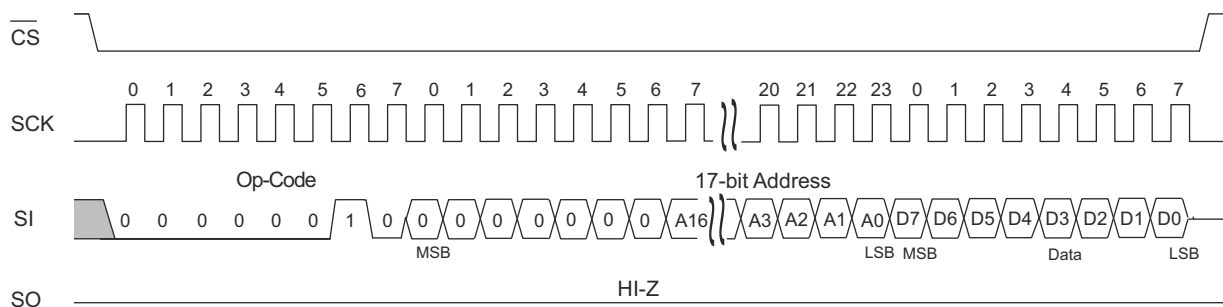 CS
0 1 2 3 4 5 6 7 0 1 2 3 4 5 6 7 20 21 22 23 0 1 2 3 4 5 6 7
SCK
Op-Code 17-bit Address
SI 0 0 0 0 0 0 1 0 0 0 0 0 0 0 0 A16 A3 A2 A1 A0 D7 D6 D5 D4 D3 D2 D1 D0
MSB LSB MSB Data LSB
HI-Z
SO